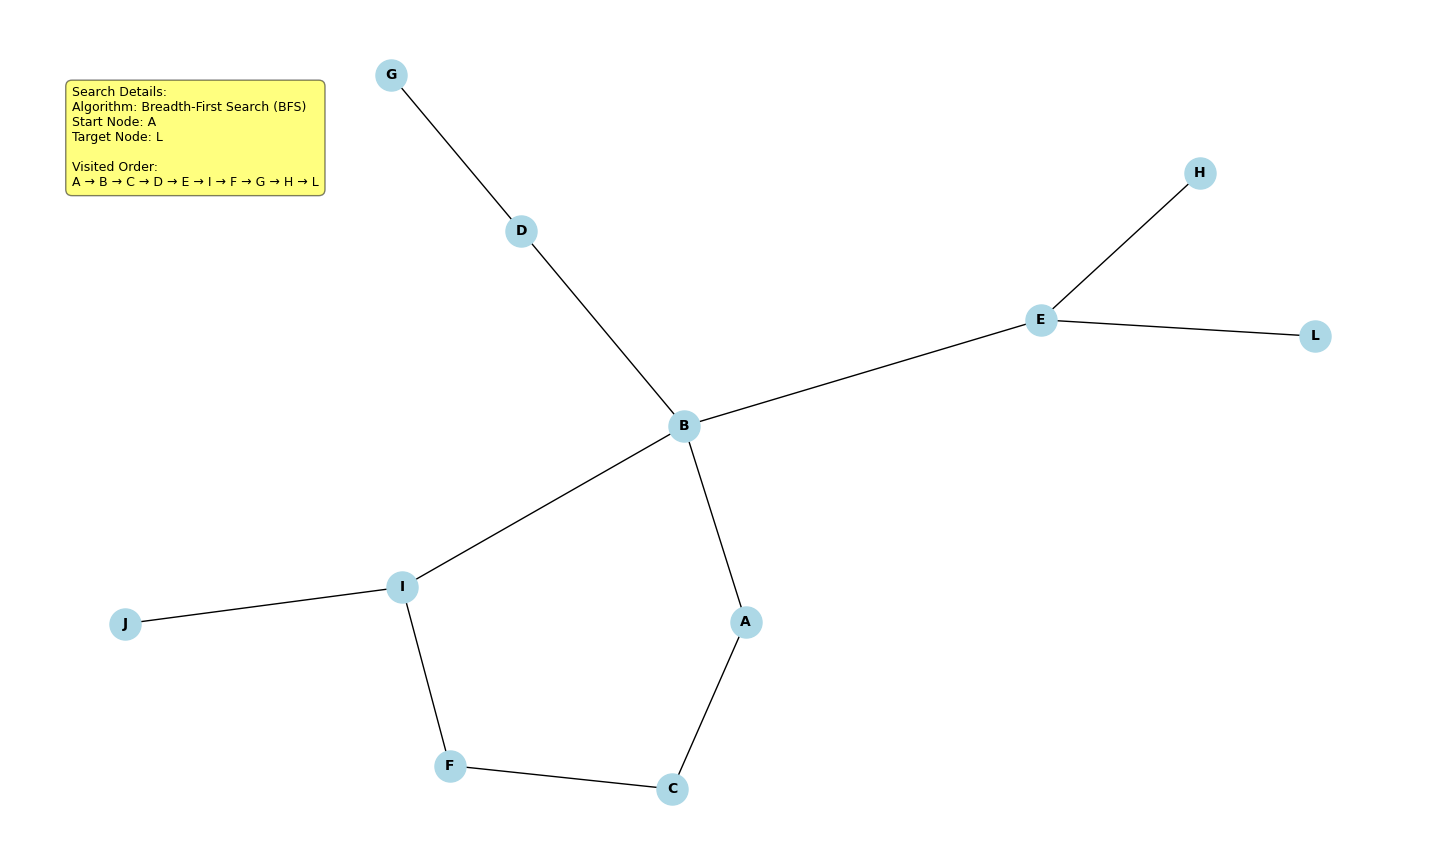 G
Search Details:
Algorithm: Breadth-First Search (BFS)
Start Node: A
Target Node: L
Visited Order:
A → B → C → D → E → I → F → G → H → L
H
D
E
L
B
I
J
A
F
C